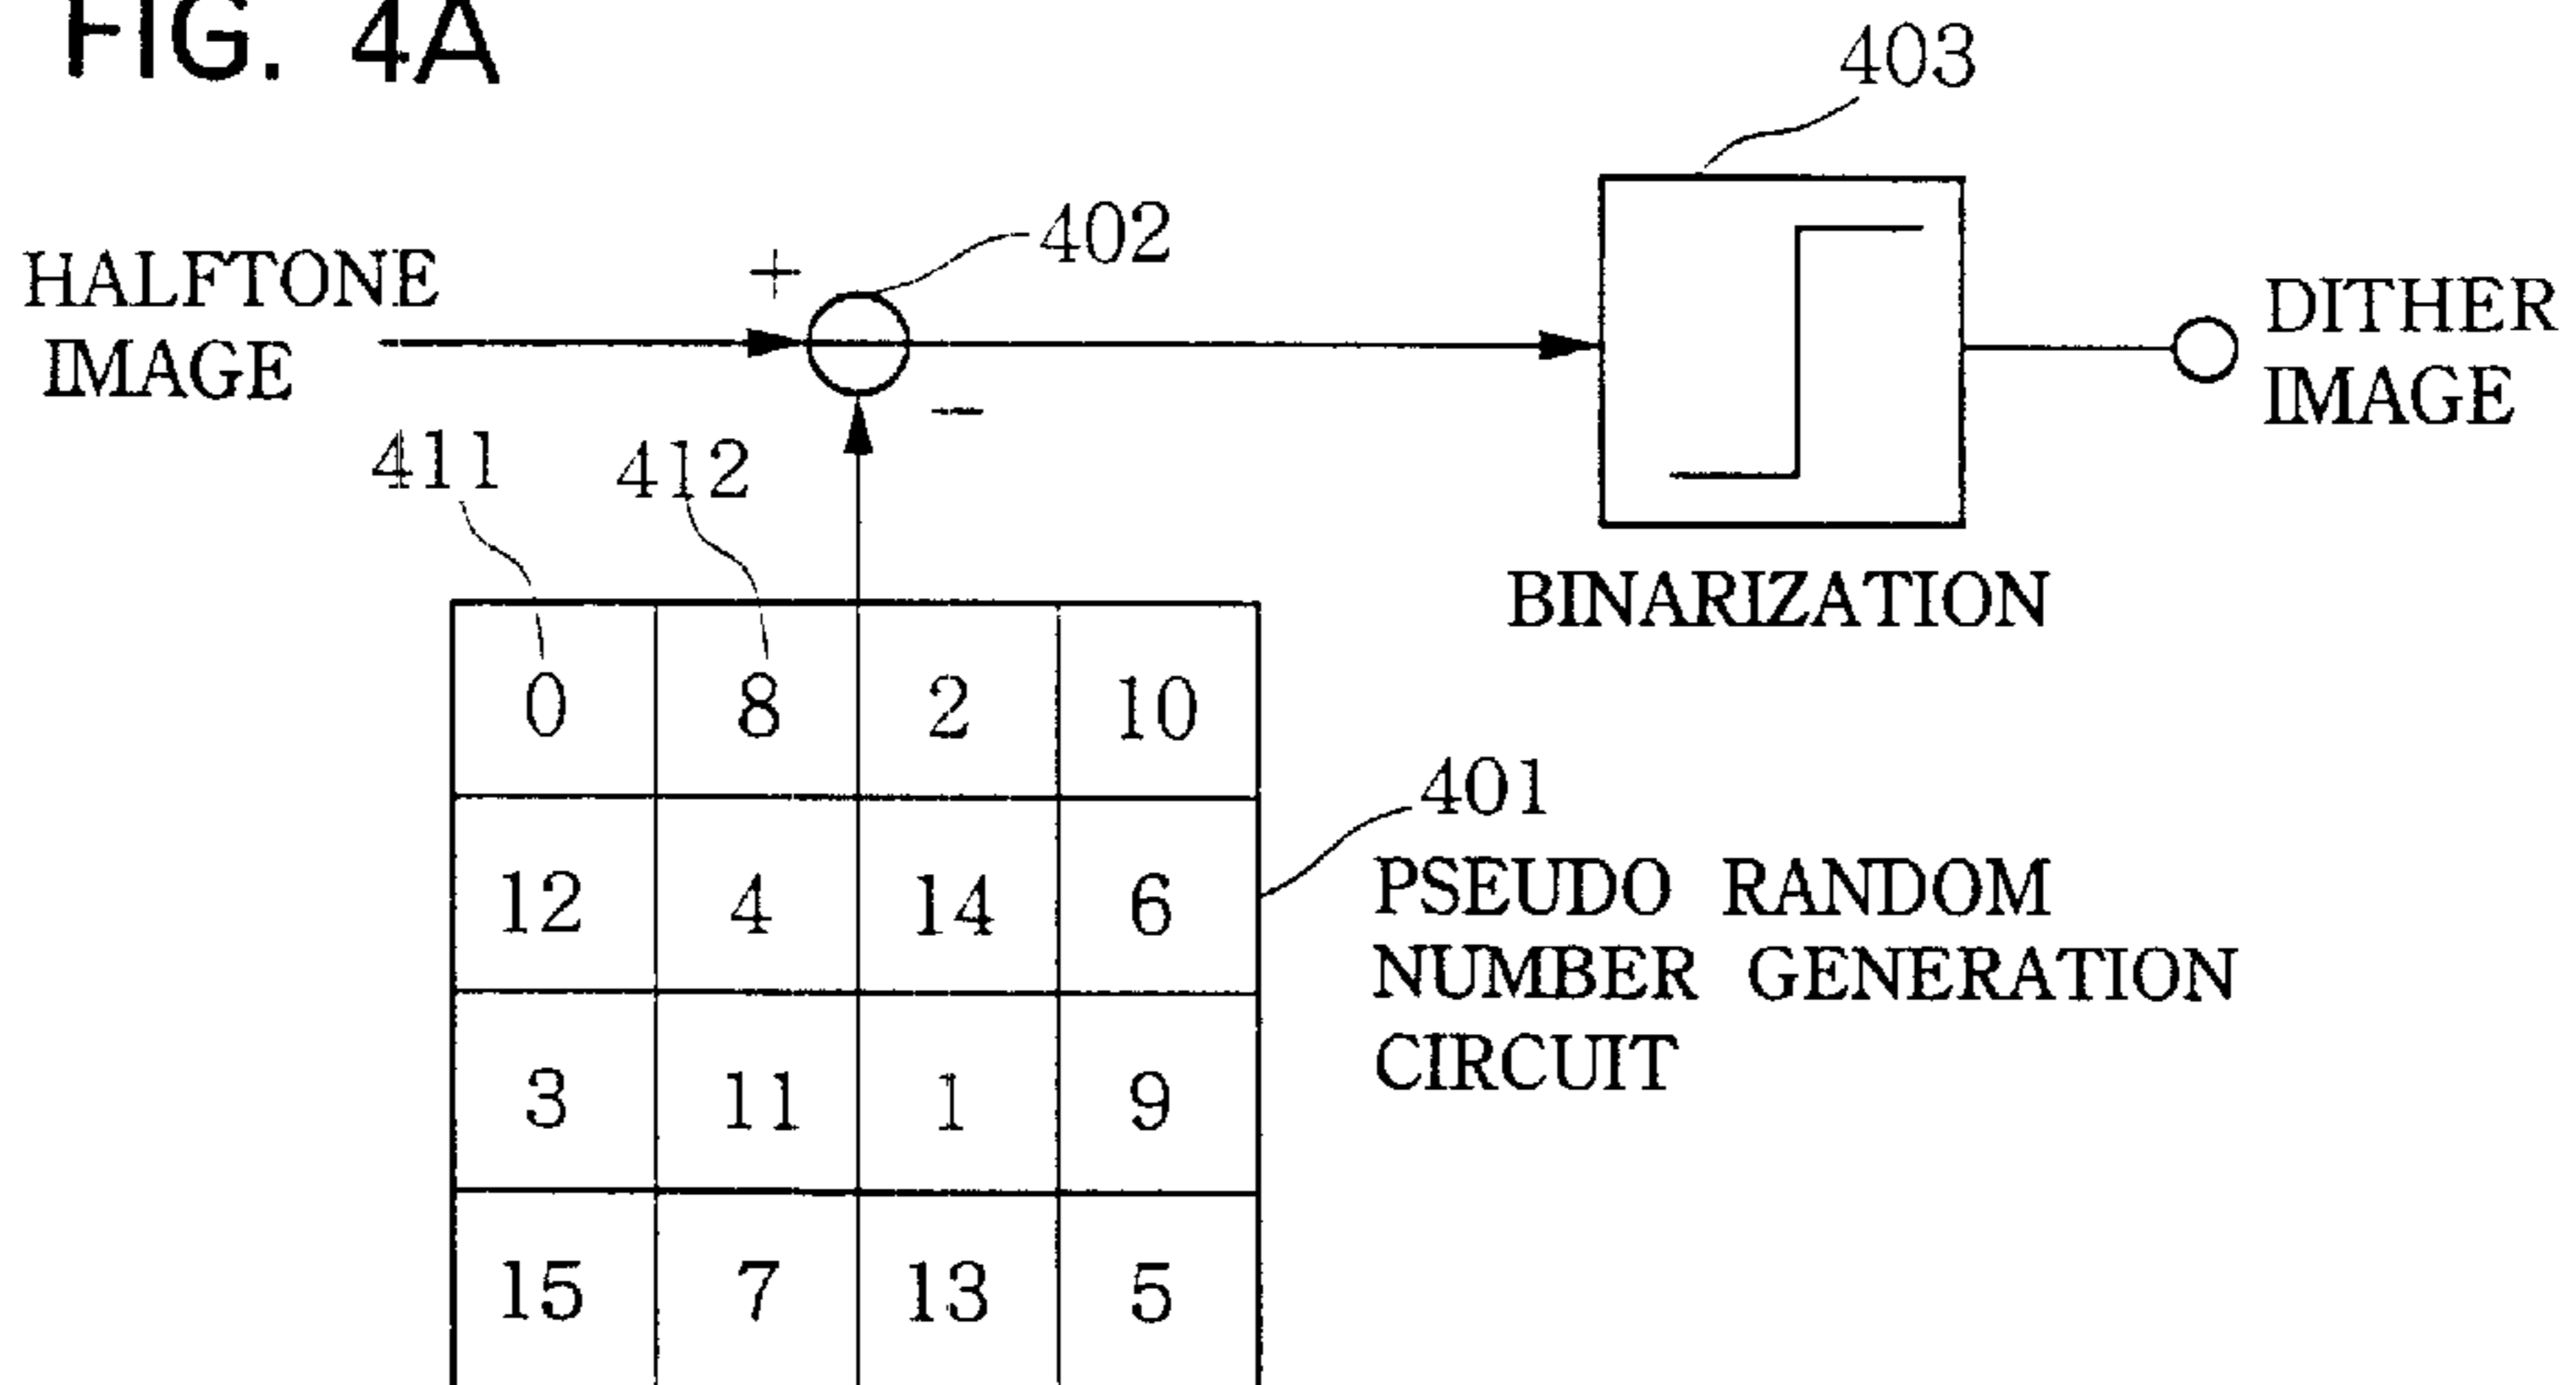 FIG. 4A
403
402
+
HALFTONE
IMAGE
DITHER
IMAGE
−
411
412
BINARIZATION
0 8 2 10
401
12 4 14 6
PSEUDO RANDOM
NUMBER GENERATION
CIRCUIT
3 11 1 9
15 7 13 5